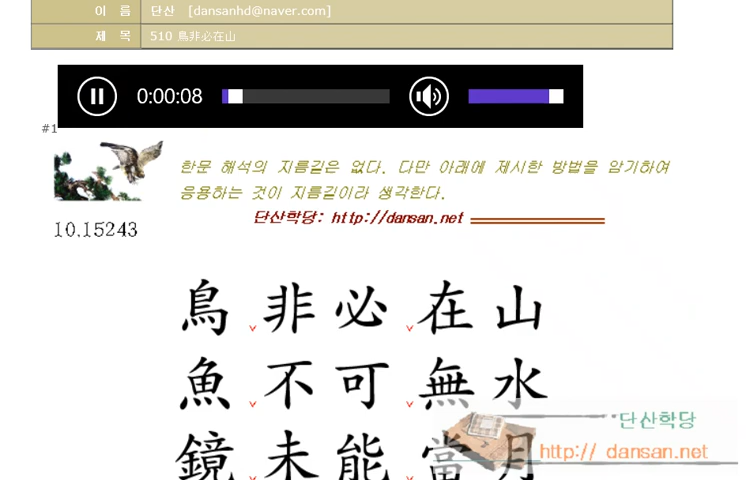 이 름 단산 [dansanhd@naver.com]
제 목 510 鳥非必在山
0:00:08
#1
한문 해석의 지름길은 없다. 다만 아래에 제시한 방법을 암기하여
응용하는 것이 지름길이라 생각한다.
단산학당: http://dansan.net
10.15243
鳥 非必 在山
魚 不可 無水
鏡 未能 當月
단산학당
http:// dansan.net